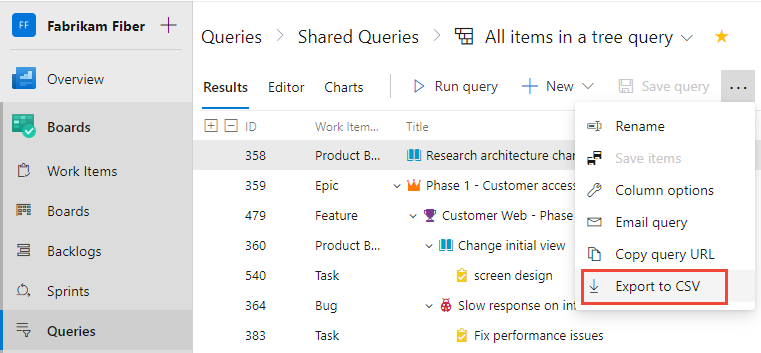 FF Fabrikam Fiber
Overview
Boards
Work Items
Boards
Backlogs
Sprints
Queries
Queries > Shared Queries > All items in a tree query
Results Editor Charts Run query New Save query ...
ID Work Item... Title
358 Product B... Research architecture chan
359 Epic Phase 1 - Customer access
479 Feature Customer Web - Phase
360 Product B... Change initial view
540 Task screen design
364 Bug Slow response on inf
383 Task Fix performance issues
Rename
Save items
Column options
Email query
Copy query URL
Export to CSV